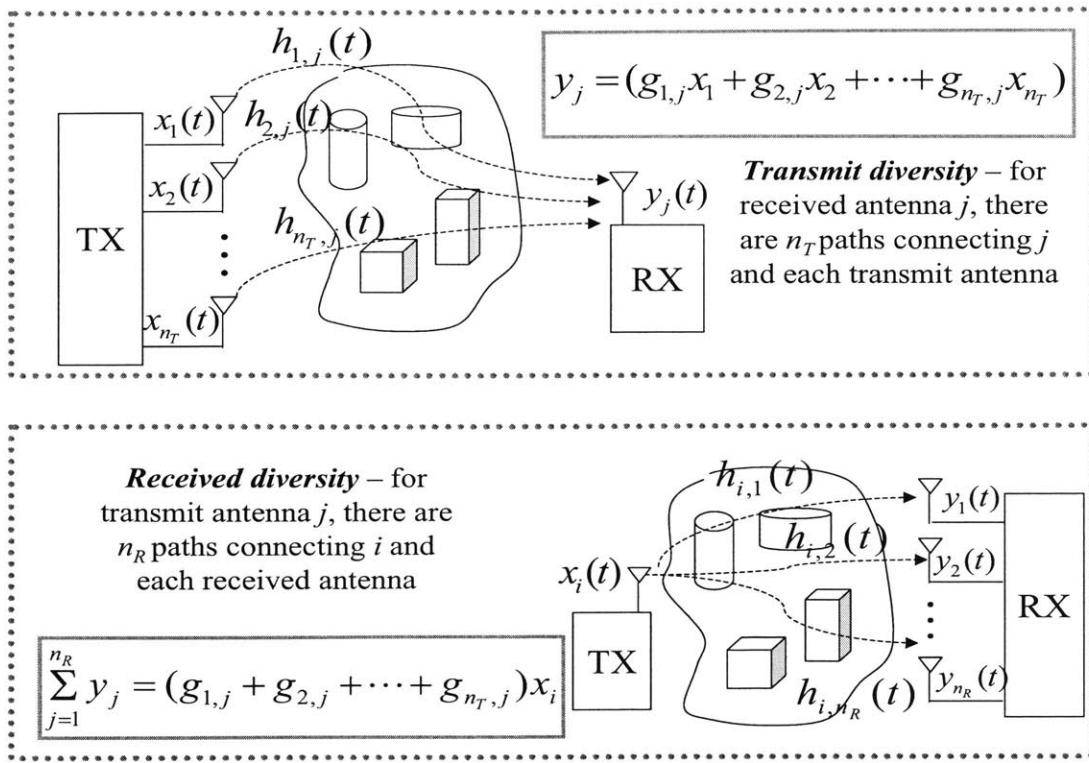 h_{1,j}(t)
y_j = (g_{1,j}x_1 + g_{2,j}x_2 + ⋯ + g_{n_T,j}x_{n_T})
x_1(t)
h_{2,j}(t)
x_2(t)
TX
h_{n_T,j}(t)
x_{n_T}(t)
y_j(t)
RX
Transmit diversity – for
received antenna j, there
are n_T paths connecting j
and each transmit antenna
Received diversity – for
transmit antenna j, there are
n_R paths connecting i and
each received antenna
\sum_{j=1}^{n_R} y_j = (g_{1,j} + g_{2,j} + ⋯ + g_{n_T,j})x_i
h_{i,1}(t)
y_1(t)
h_{i,2}(t)
x_i(t)
y_2(t)
TX
RX
h_{i,n_R}(t)
y_{n_R}(t)